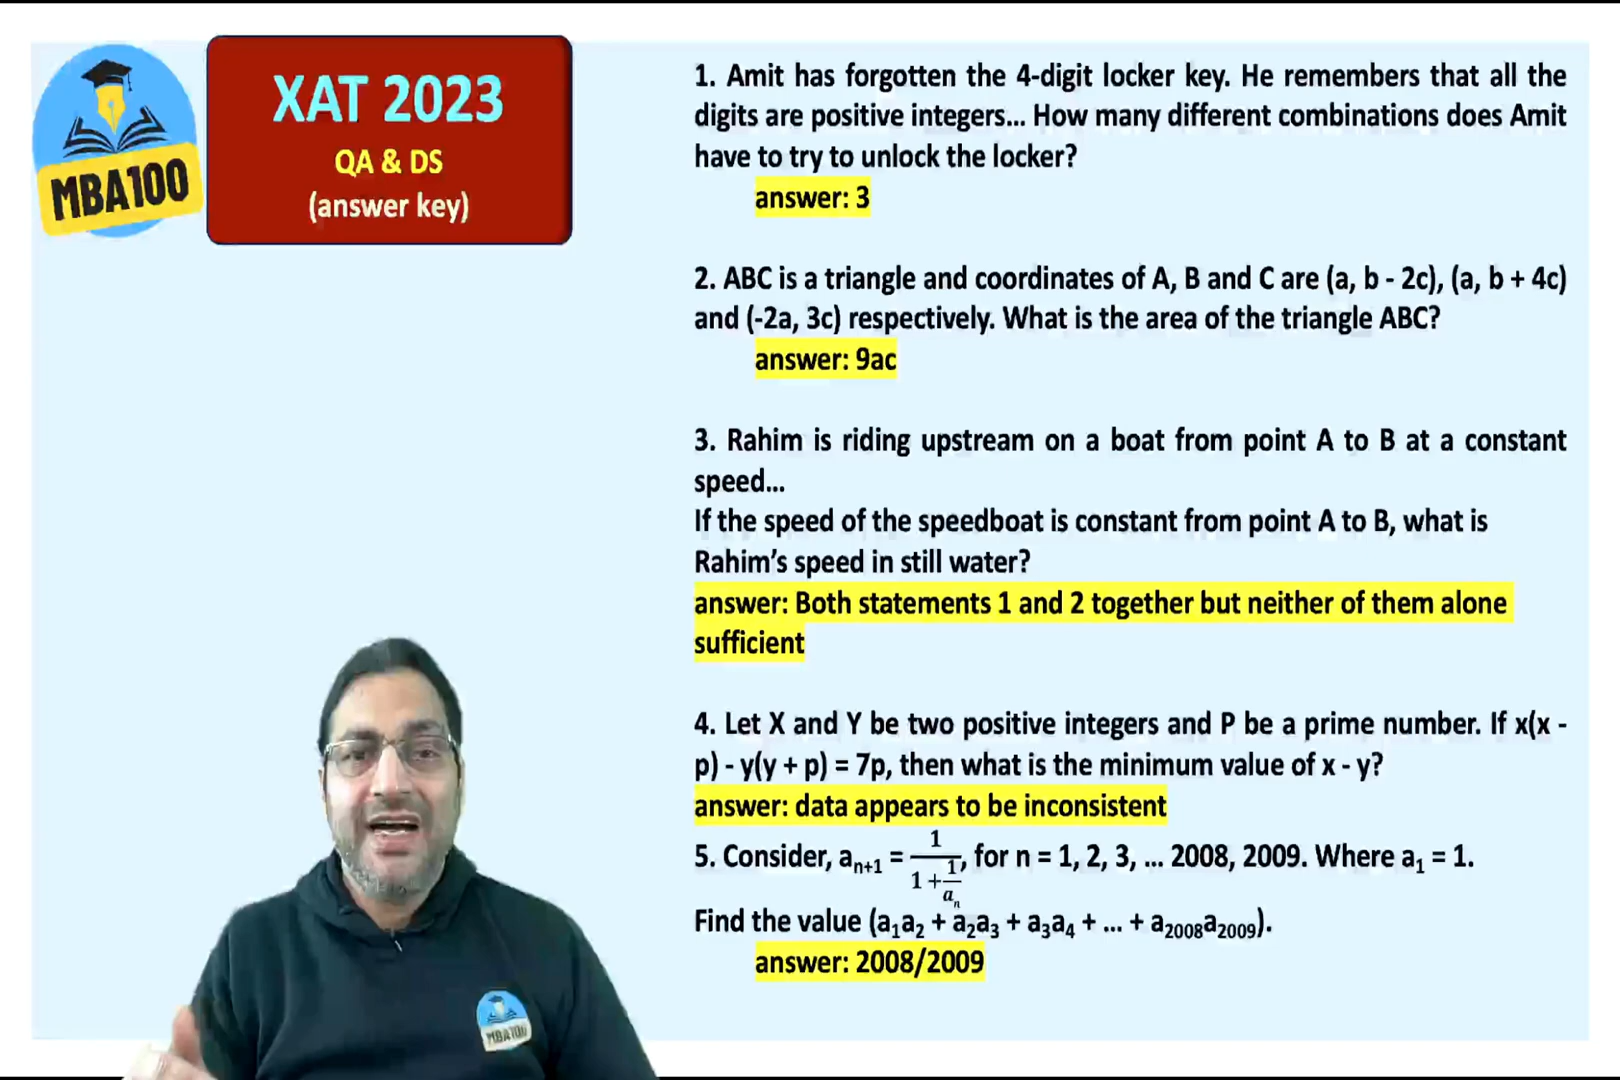 MBA100
XAT 2023
QA & DS
(answer key)
1. Amit has forgotten the 4-digit locker key. He remembers that all the
digits are positive integers... How many different combinations does Amit
have to try to unlock the locker?
answer: 3
2. ABC is a triangle and coordinates of A, B and C are (a, b - 2c), (a, b + 4c)
and (-2a, 3c) respectively. What is the area of the triangle ABC?
answer: 9ac
3. Rahim is riding upstream on a boat from point A to B at a constant
speed...
If the speed of the speedboat is constant from point A to B, what is
Rahim's speed in still water?
answer: Both statements 1 and 2 together but neither of them alone
sufficient
4. Let X and Y be two positive integers and P be a prime number. If x(x -
p) - y(y + p) = 7p, then what is the minimum value of x - y?
answer: data appears to be inconsistent
5. Consider, aₙ₊₁ = 1/(1 + 1/aₙ), for n = 1, 2, 3, ... 2008, 2009. Where a₁ = 1.
Find the value (a₁a₂ + a₂a₃ + a₃a₄ + ... + a₂₀₀₈a₂₀₀₉).
answer: 2008/2009
MBA100